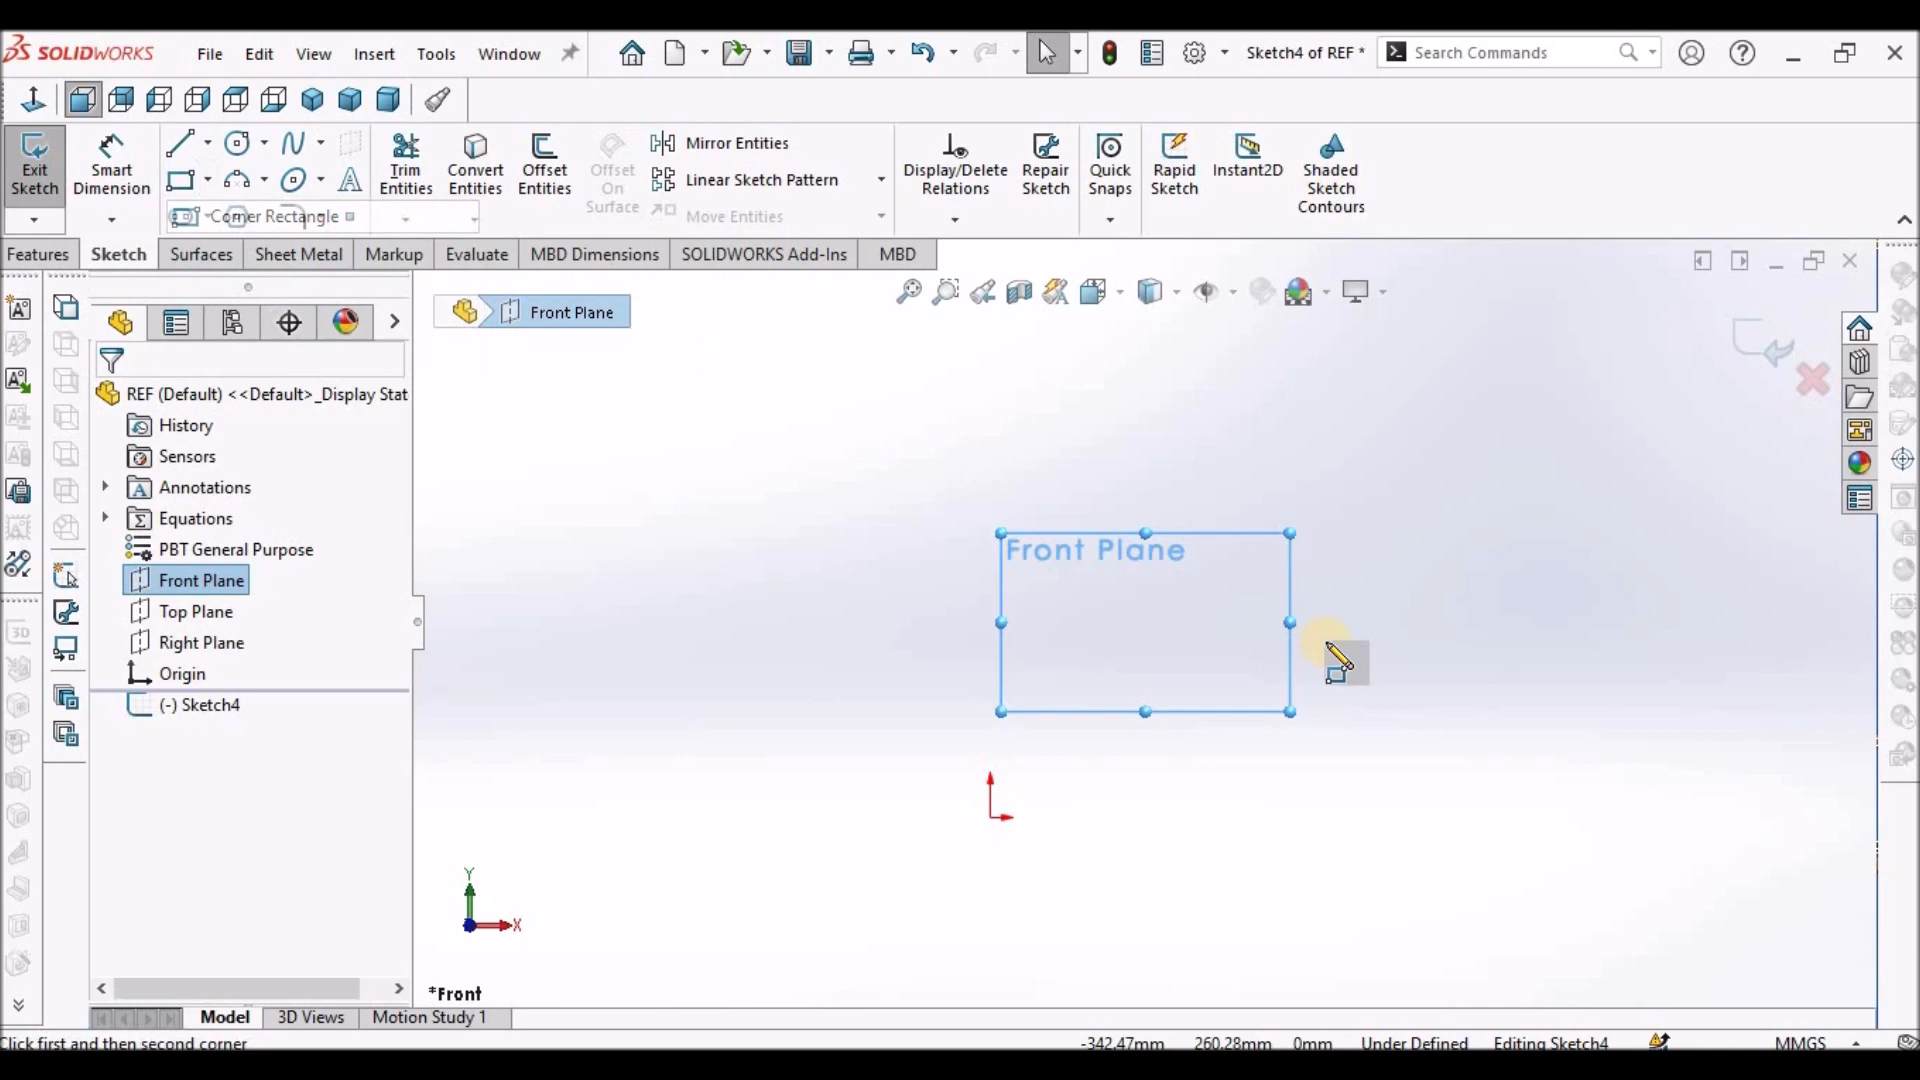 SOLIDWORKS File Edit View Insert Tools Window Sketch4 of REF * Search Commands
Exit Sketch
Smart Dimension
Trim Entities
Convert Entities
Offset Entities
Offset On Surface
Mirror Entities
Linear Sketch Pattern
Move Entities
Display/Delete Relations
Repair Sketch
Quick Snaps
Rapid Sketch
Instant2D
Shaded Sketch Contours
Corner Rectangle
Features Sketch Surfaces Sheet Metal Markup Evaluate MBD Dimensions SOLIDWORKS Add-Ins MBD
Front Plane
REF (Default) <<Default>_Display Stat
History
Sensors
Annotations
Equations
PBT General Purpose
Front Plane
Top Plane
Right Plane
Origin
(-) Sketch4
Front Plane
Y
X
*Front
Model 3D Views Motion Study 1
Click first and then second corner -342.47mm 260.28mm 0mm Under Defined Editing Sketch4 MMGS